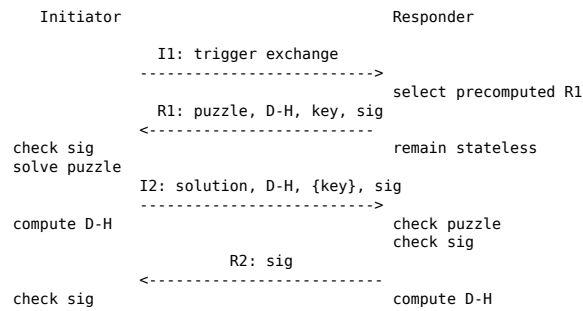 Initiator Responder
I1: trigger exchange
-------------------------->
select precomputed R1
R1: puzzle, D-H, key, sig
<-------------------------
check sig remain stateless
solve puzzle
I2: solution, D-H, {key}, sig
-------------------------->
compute D-H check puzzle
check sig
R2: sig
<--------------------------
check sig compute D-H